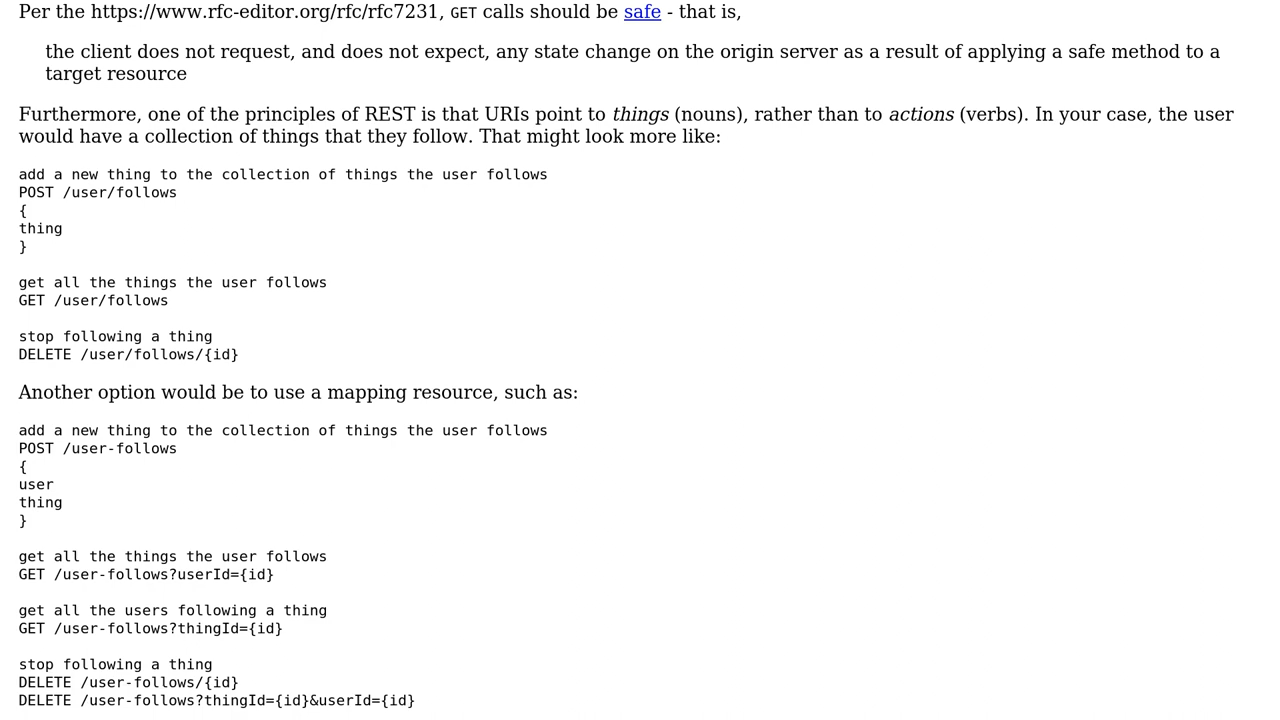 Per the https://www.rfc-editor.org/rfc/rfc7231, GET calls should be safe - that is,
the client does not request, and does not expect, any state change on the origin server as a result of applying a safe method to a
target resource
Furthermore, one of the principles of REST is that URIs point to things (nouns), rather than to actions (verbs). In your case, the user
would have a collection of things that they follow. That might look more like:
add a new thing to the collection of things the user follows
POST /user/follows
{
thing
}
get all the things the user follows
GET /user/follows
stop following a thing
DELETE /user/follows/{id}
Another option would be to use a mapping resource, such as:
add a new thing to the collection of things the user follows
POST /user-follows
{
user
thing
}
get all the things the user follows
GET /user-follows?userId={id}
get all the users following a thing
GET /user-follows?thingId={id}
stop following a thing
DELETE /user-follows/{id}
DELETE /user-follows?thingId={id}&userId={id}